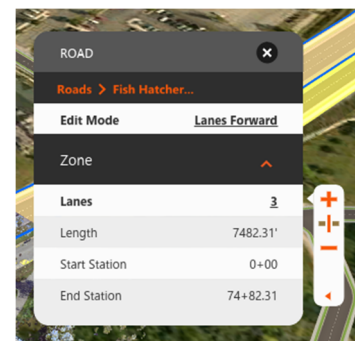 ROAD
Roads > Fish Hatcher...
Edit Mode Lanes Forward
Zone
Lanes 3
Length 7482.31'
Start Station 0+00
End Station 74+82.31